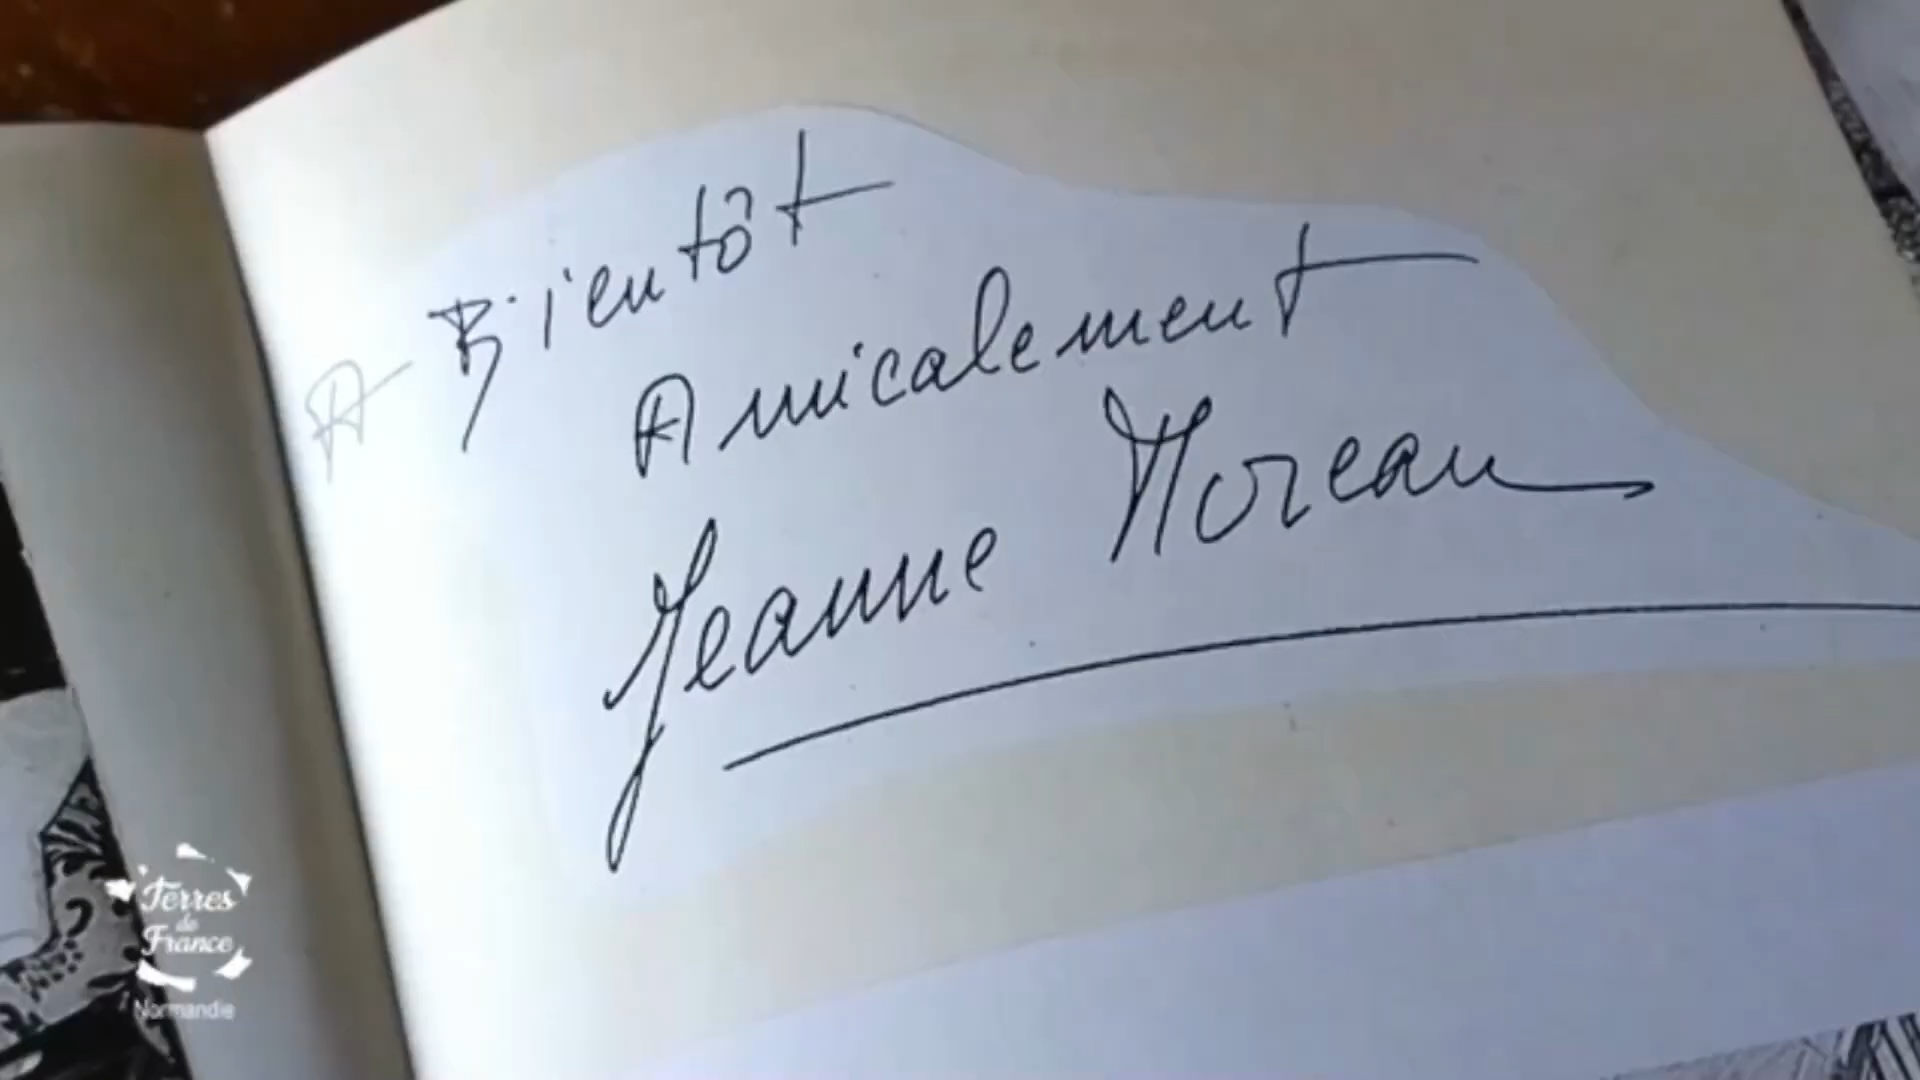 A Bientôt
Amicalement
Jeanne Moreau
Terres
de
France
Normandie